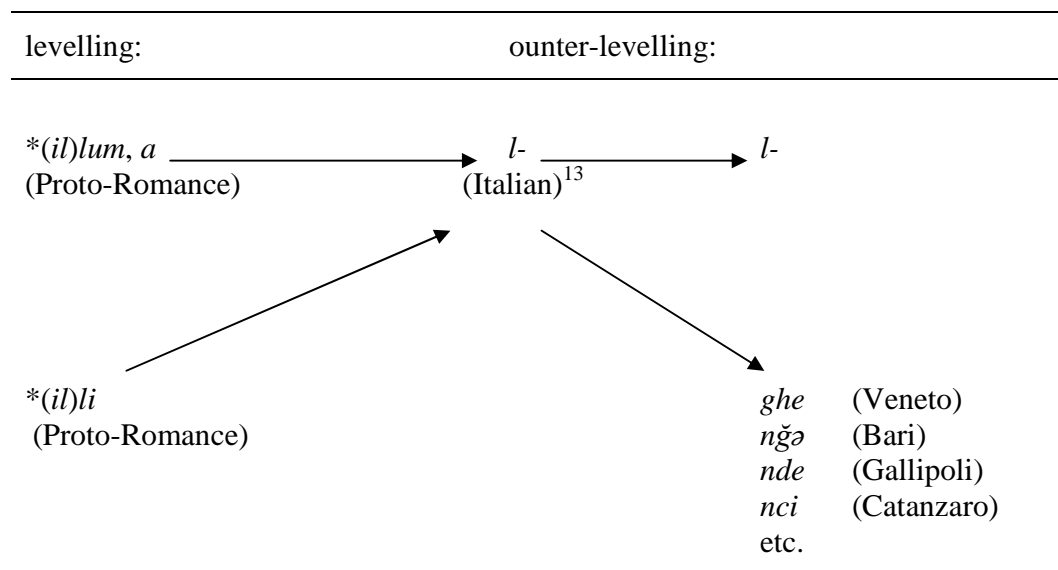 levelling: ounter-levelling:
*(il)lum, a l- l-
(Proto-Romance) (Italian)13
*(il)li ghe (Veneto)
(Proto-Romance) nğə (Bari)
nde (Gallipoli)
nci (Catanzaro)
etc.